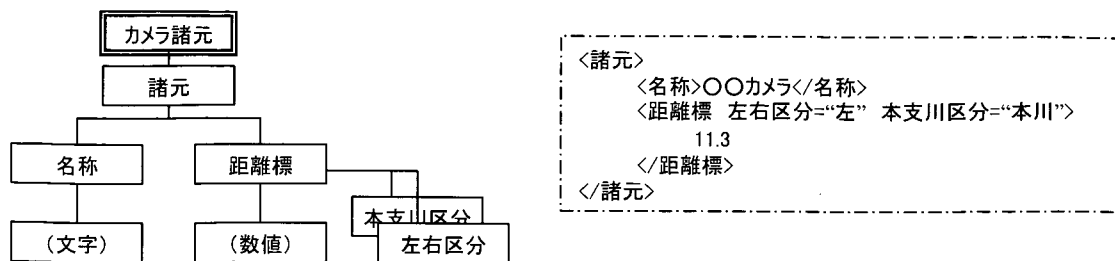 カメラ諸元
諸元
名称
距離標
(文字)
(数値)
本支川区分
左右区分
<諸元>
<名称>〇〇カメラ</名称>
<距離標 左右区分=“左” 本支川区分=“本川”>
11.3
</距離標>
</諸元>